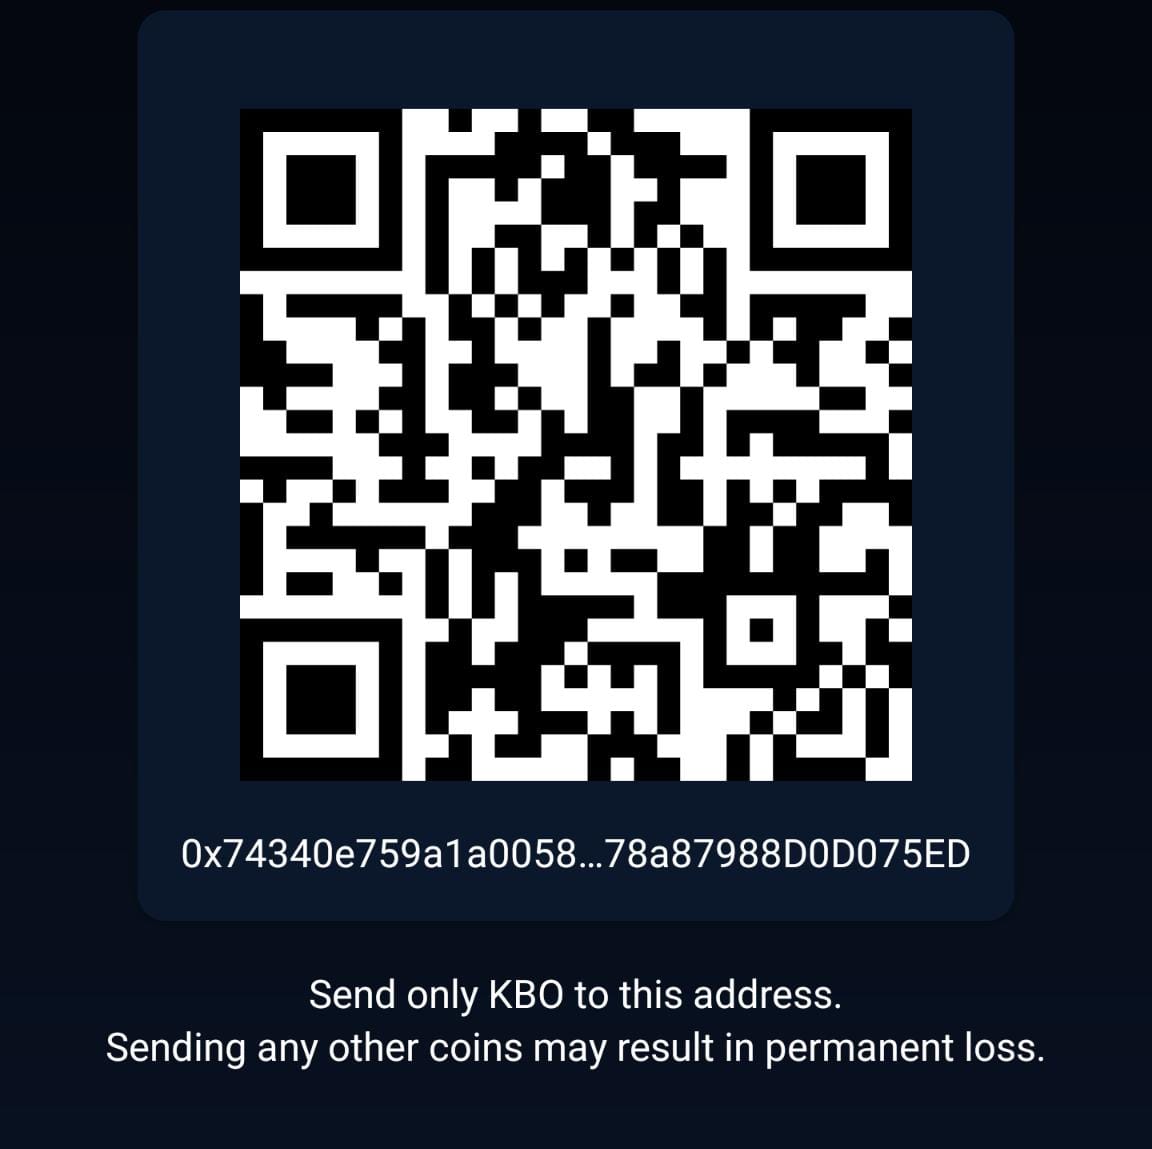 0x74340e759a1a0058...78a87988D0D075ED
Send only KBO to this address.
Sending any other coins may result in permanent loss.